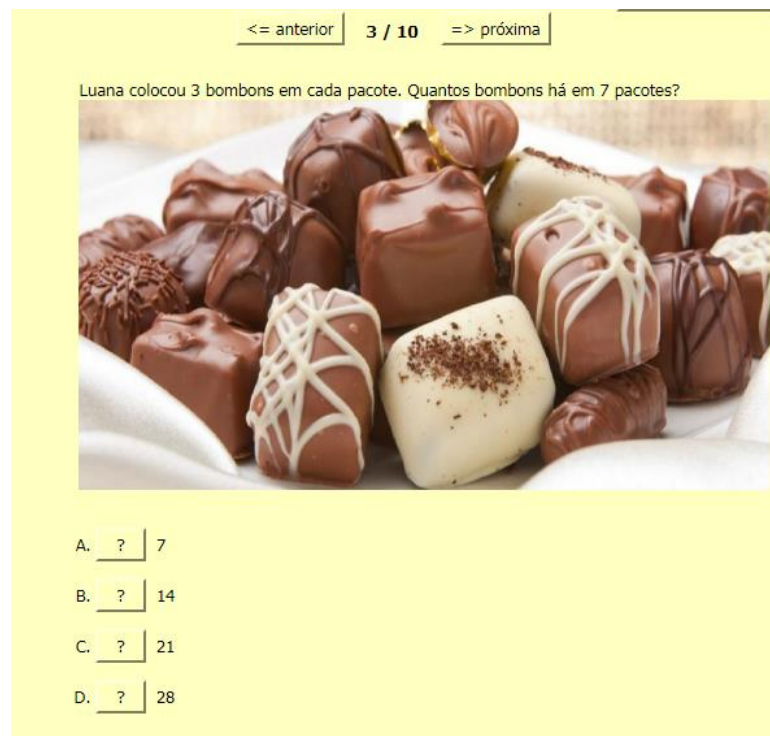 <= anterior 3 / 10 => próxima
Luana colocou 3 bombons em cada pacote. Quantos bombons há em 7 pacotes?
A. ? 7
B. ? 14
C. ? 21
D. ? 28